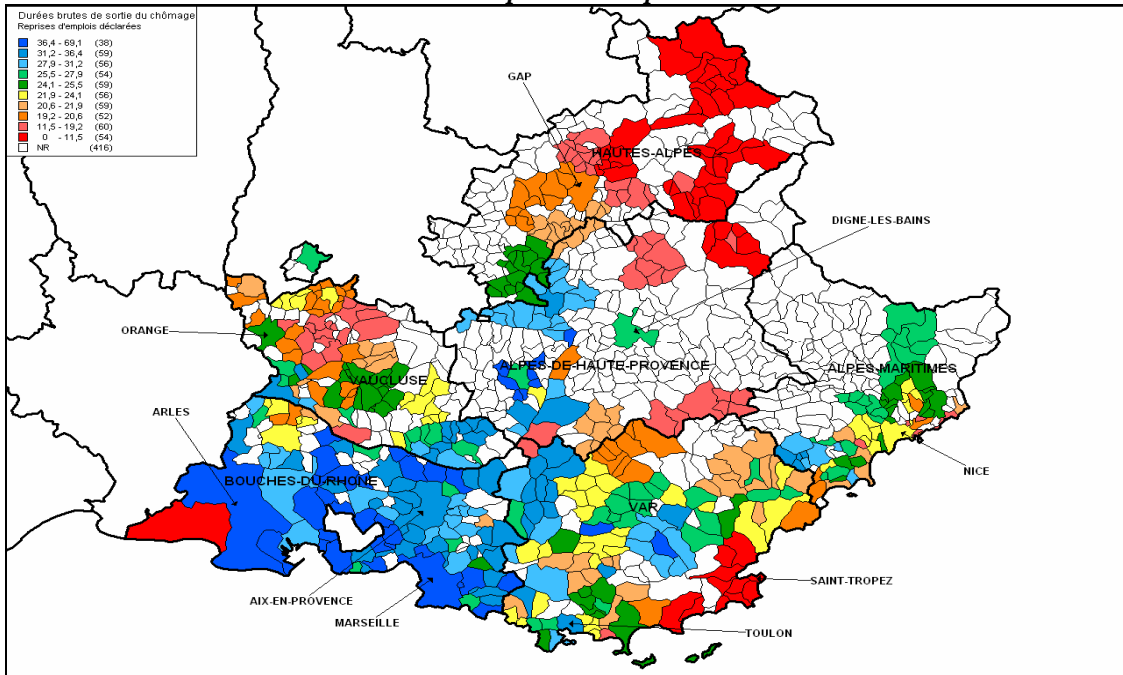 Durées brutes de sortie du chômage
Reprises d'emplois déclarées
36,4 - 69,1 (38)
31,2 - 36,4 (59)
27,9 - 31,2 (56)
25,5 - 27,9 (54)
24,1 - 25,5 (59)
21,9 - 24,1 (56)
20,6 - 21,9 (59)
19,2 - 20,6 (52)
11,5 - 19,2 (60)
0 - 11,5 (54)
NR (416)
GAP
HAUTES-ALPES
DIGNE-LES-BAINS
ORANGE
VAUCLUSE
ALPES-DE-HAUTE-PROVENCE
ALPES-MARITIMES
ARLES
BOUCHES-DU-RHONE
NICE
VAR
SAINT-TROPEZ
AIX-EN-PROVENCE
MARSEILLE
TOULON